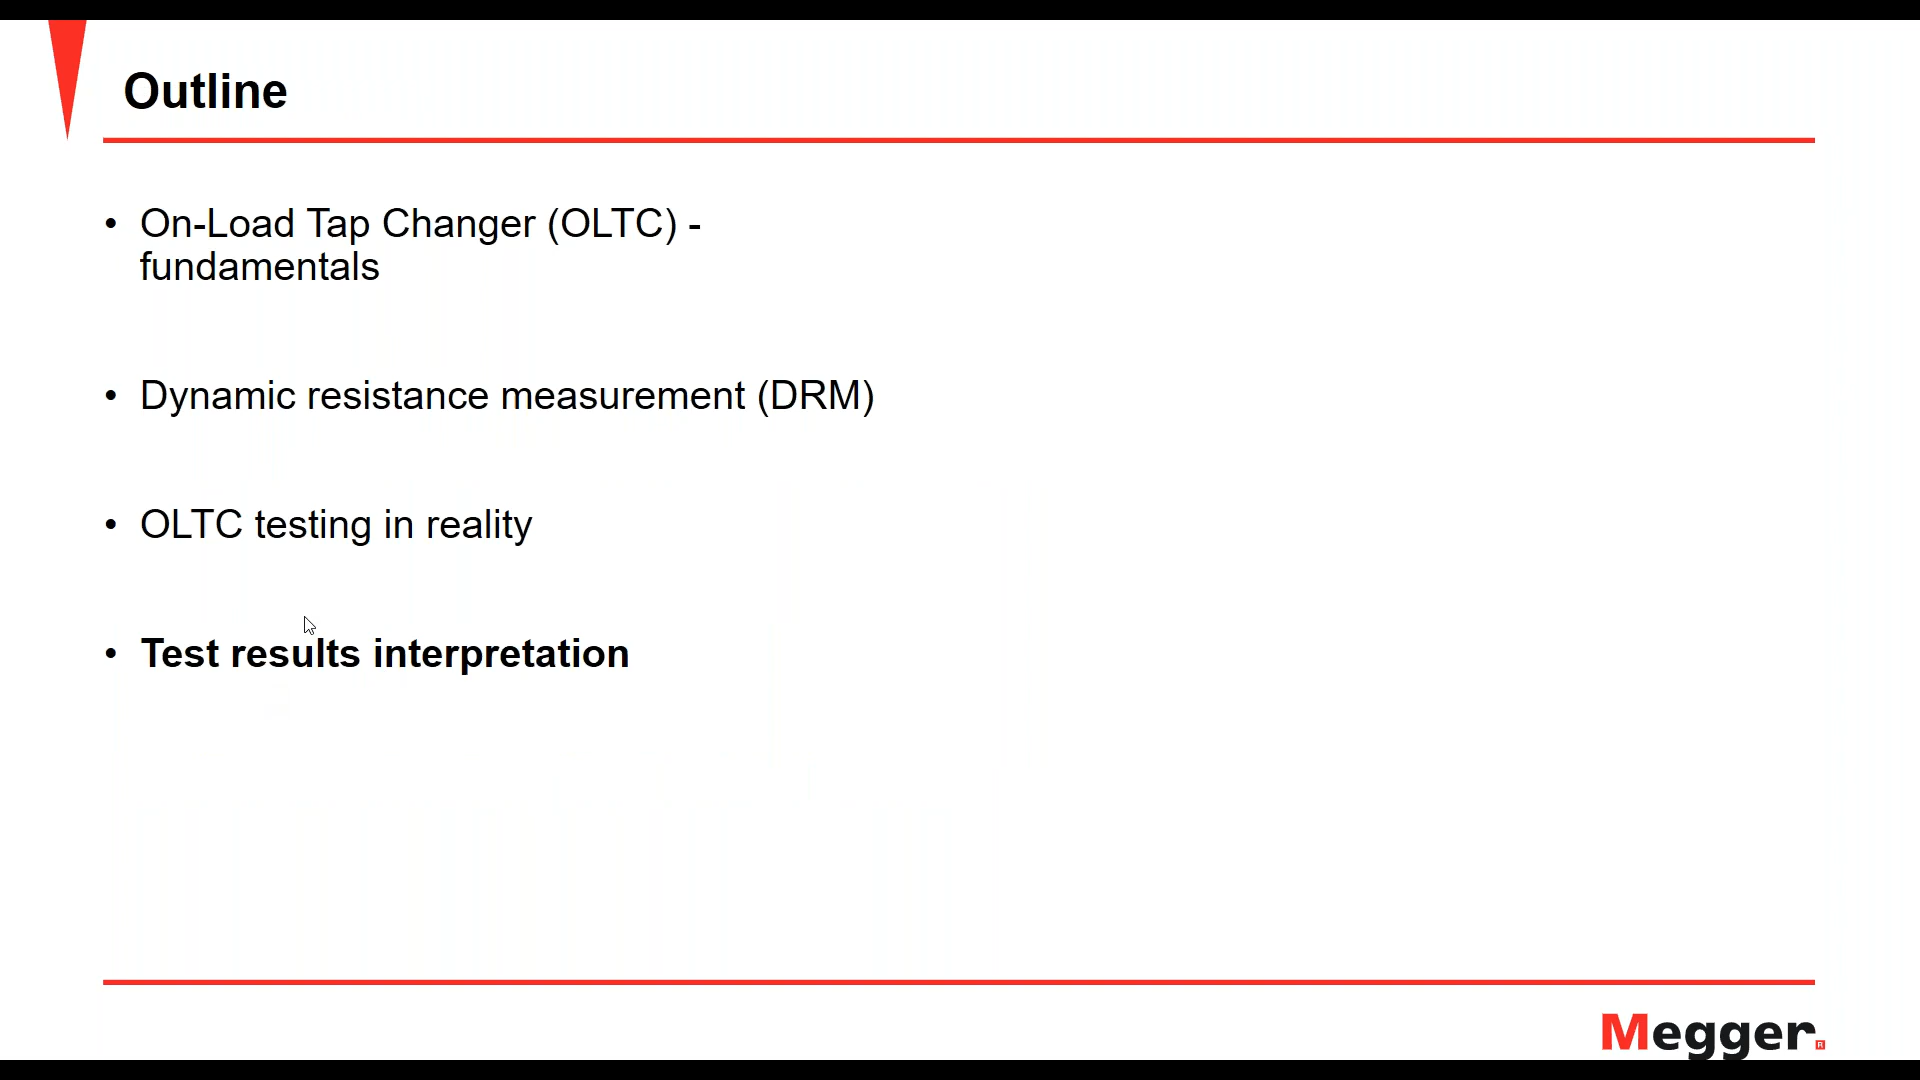 Outline
• On-Load Tap Changer (OLTC) -
fundamentals
• Dynamic resistance measurement (DRM)
• OLTC testing in reality
• Test results interpretation
Megger.